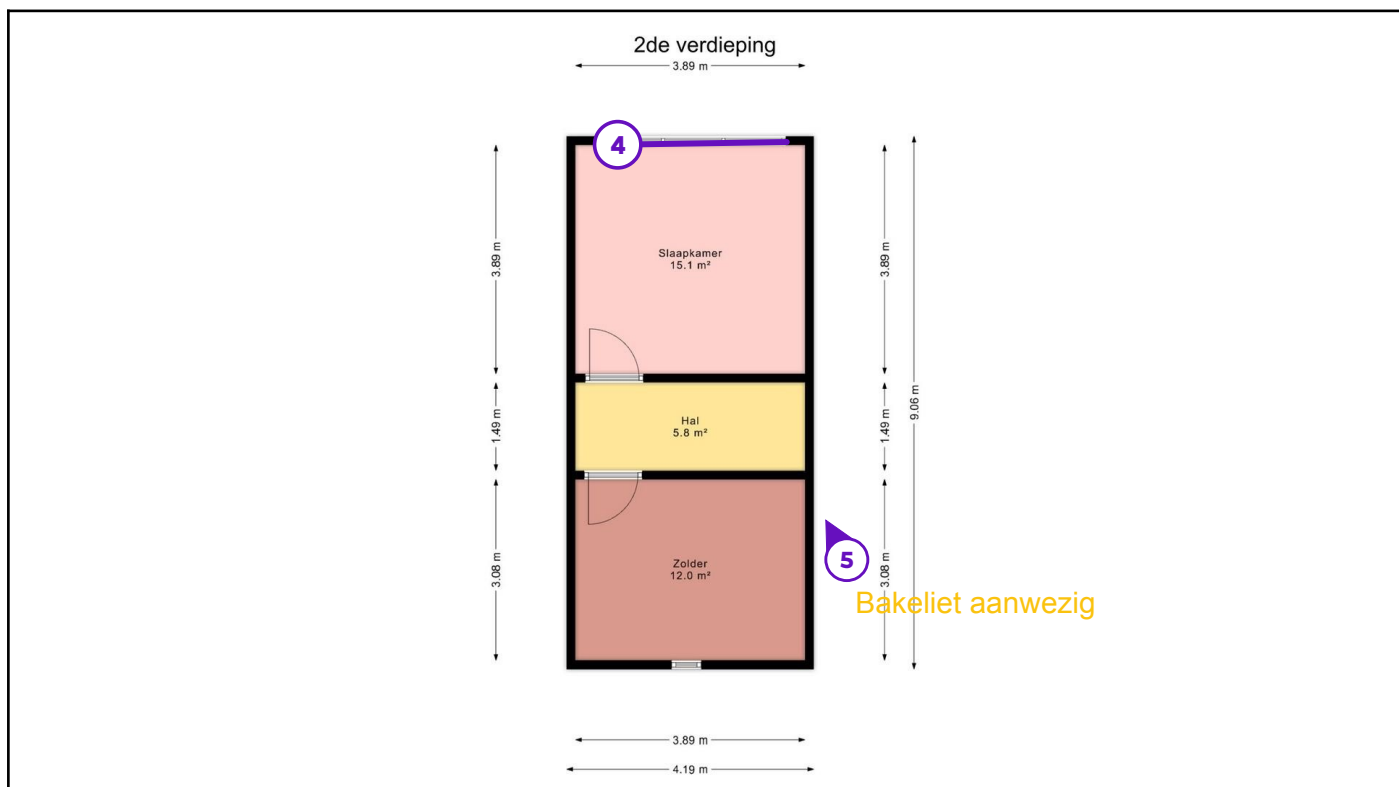 2de verdieping
3.89 m
4
3.89 m
3.89 m
9.06 m
Slaapkamer
15.1 m²
1.49 m
1.49 m
Hal
5.8 m²
3.08 m
3.08 m
Zolder
12.0 m²
5
Bakeliet aanwezig
3.89 m
4.19 m